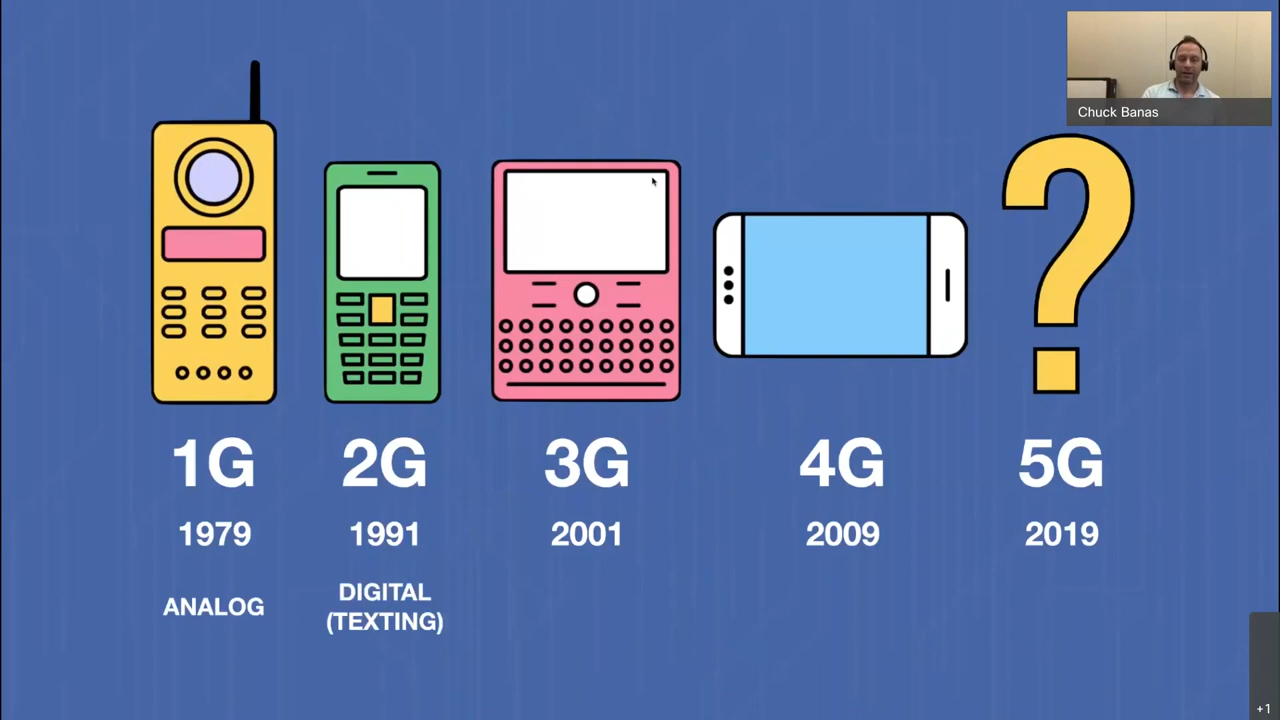 Chuck Banas
1G
2G
3G
4G
5G
1979
1991
2001
2009
2019
ANALOG
DIGITAL
(TEXTING)
+1